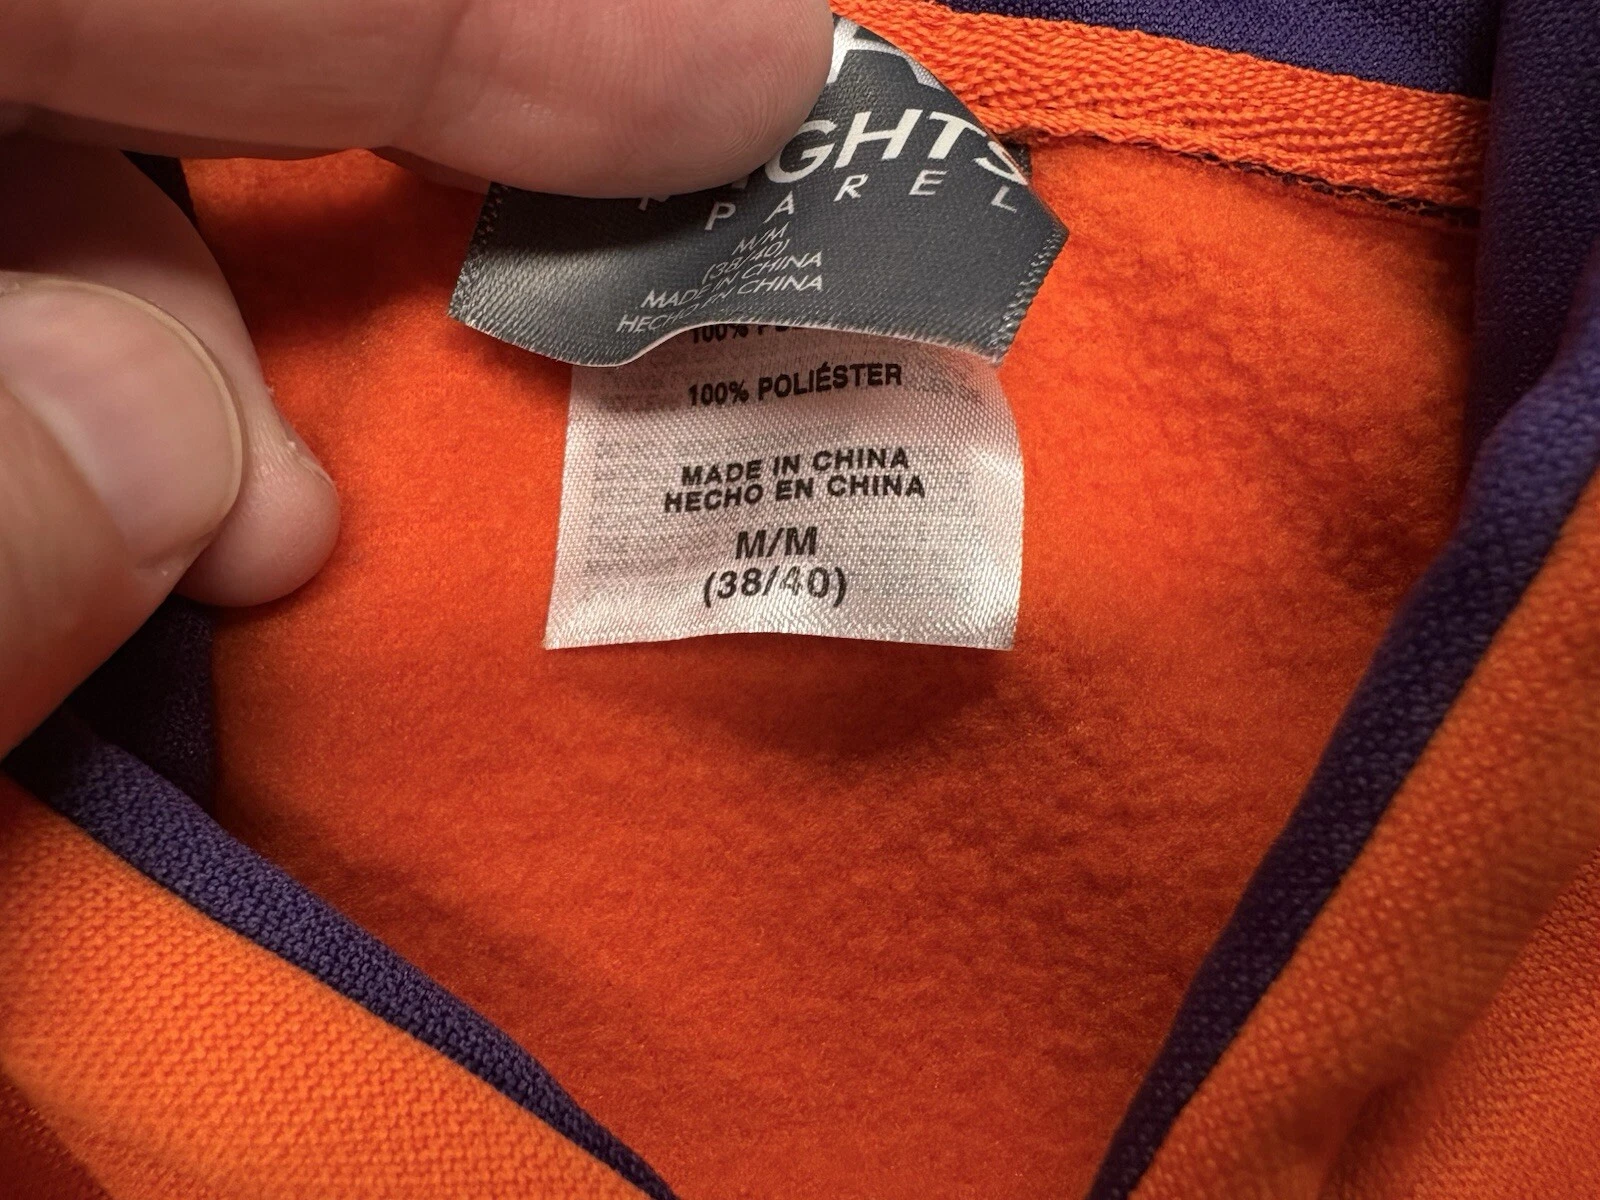 GHTS
PAREL
M/M
(38/40)
MADE IN CHINA
HECHO EN CHINA
100%
100% POLIÉSTER
MADE IN CHINA
HECHO EN CHINA
M/M
(38/40)